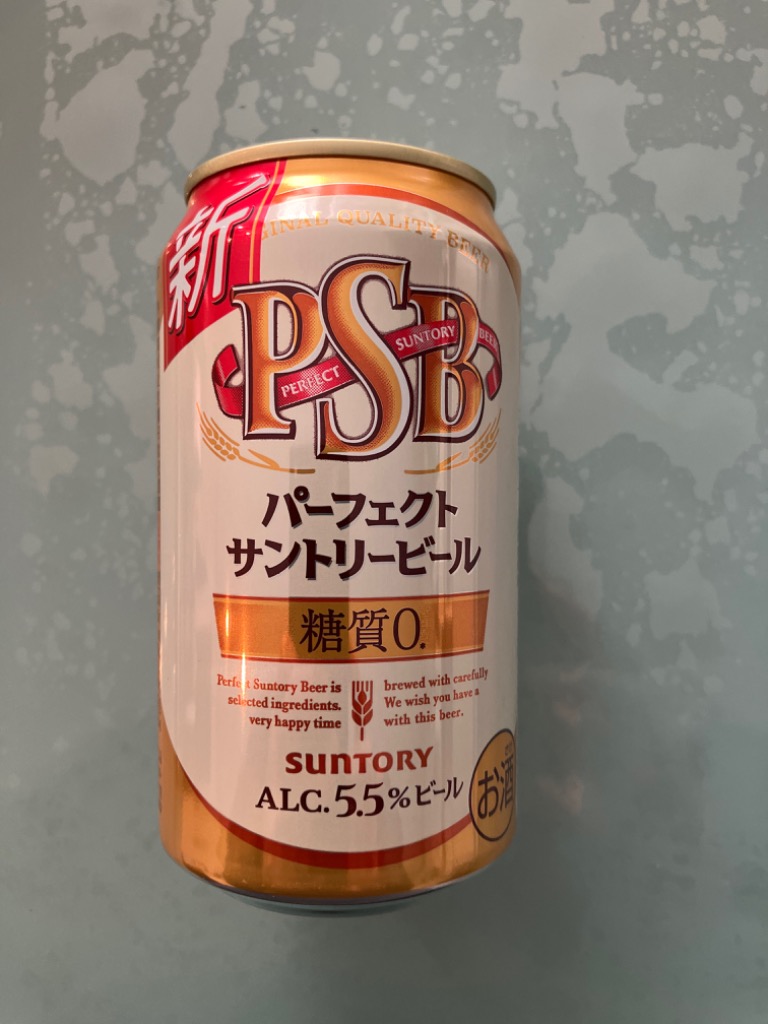 新
GINAL QUALITY BEER
PSB
PERFECT SUNTORY BEER
パーフェクト
サントリービール
糖質0.
Perfect Suntory Beer is brewed with carefully
selected ingredients. We wish you have a
very happy time with this beer.
SUNTORY
ALC.5.5%ビール
お酒